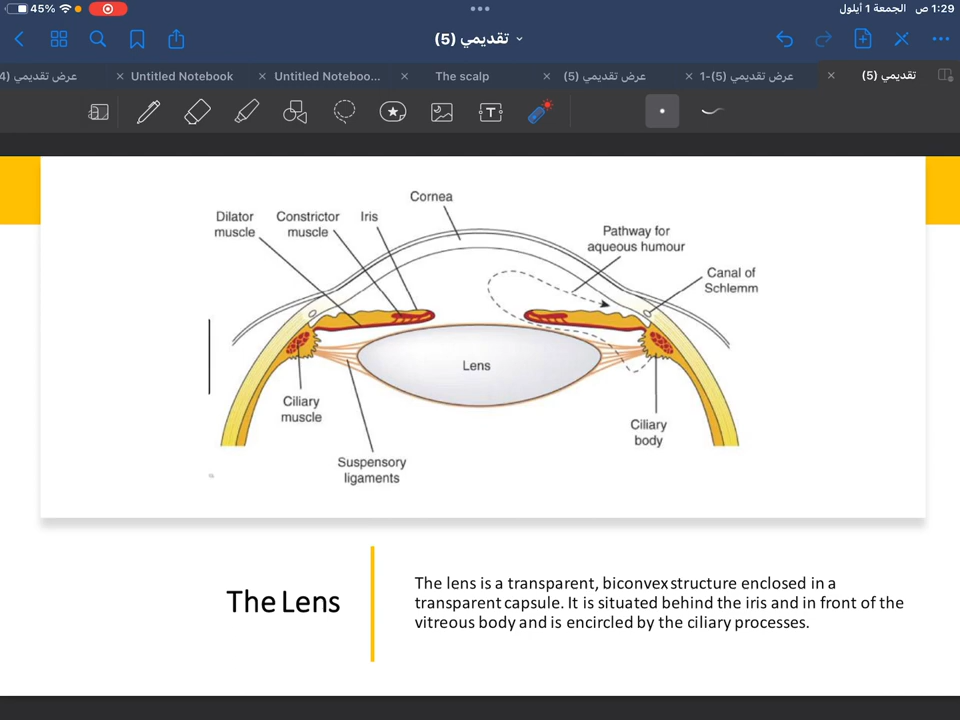 45%
1:29 ص الجمعة 1 أيلول
تقديمي (5)
عرض تقديمي (4
Untitled Notebook
Untitled Noteboo...
The scalp
عرض تقديمي (5)
عرض تقديمي (5)-1
تقديمي (5)
T
Cornea
Dilator
muscle
Constrictor
muscle
Iris
Pathway for
aqueous humour
Canal of
Schlemm
Lens
Ciliary
muscle
Ciliary
body
Suspensory
ligaments
The Lens
The lens is a transparent, biconvex structure enclosed in a
transparent capsule. It is situated behind the iris and in front of the
vitreous body and is encircled by the ciliary processes.